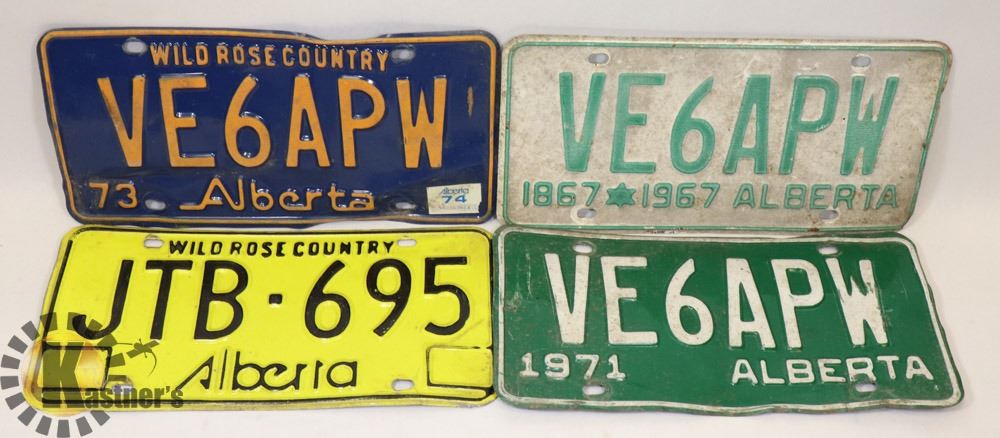 WILD ROSE COUNTRY
VE6APW
73 Alberta
Alberta
74
VE6APW
1867 1967 ALBERTA
WILD ROSE COUNTRY
JTB·695
Alberta
VE6APW
1971 ALBERTA
Kastner's